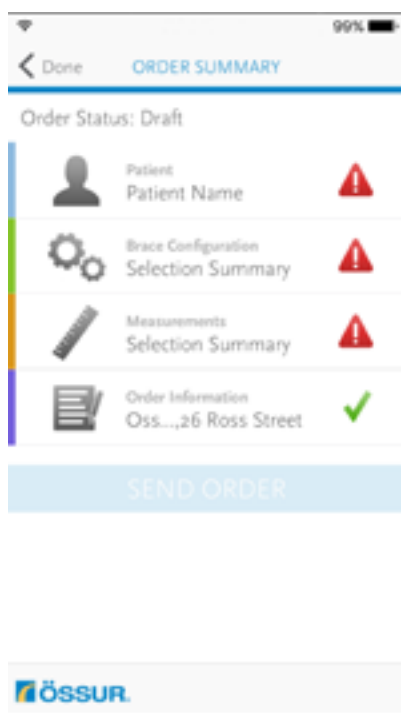 99%
Done ORDER SUMMARY
Order Status: Draft
Patient
Patient Name
Brace Configuration
Selection Summary
Measurements
Selection Summary
Order Information
Oss...,26 Ross Street
SEND ORDER
ÖSSUR.